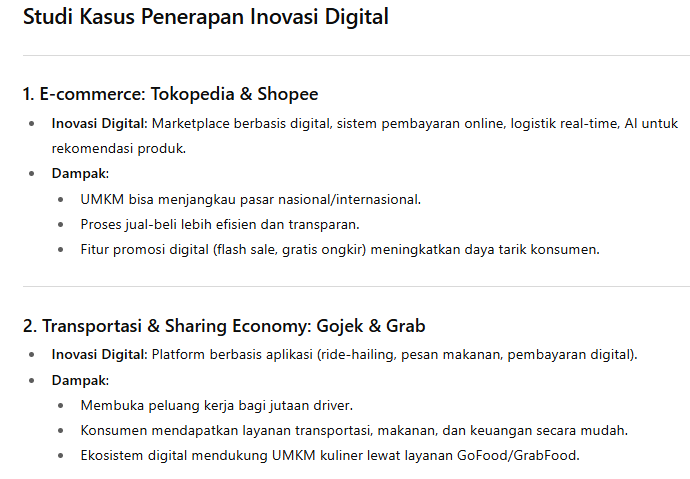 Studi Kasus Penerapan Inovasi Digital
1. E-commerce: Tokopedia & Shopee
• Inovasi Digital: Marketplace berbasis digital, sistem pembayaran online, logistik real-time, AI untuk
rekomendasi produk.
• Dampak:
• UMKM bisa menjangkau pasar nasional/internasional.
• Proses jual-beli lebih efisien dan transparan.
• Fitur promosi digital (flash sale, gratis ongkir) meningkatkan daya tarik konsumen.
2. Transportasi & Sharing Economy: Gojek & Grab
• Inovasi Digital: Platform berbasis aplikasi (ride-hailing, pesan makanan, pembayaran digital).
• Dampak:
• Membuka peluang kerja bagi jutaan driver.
• Konsumen mendapatkan layanan transportasi, makanan, dan keuangan secara mudah.
• Ekosistem digital mendukung UMKM kuliner lewat layanan GoFood/GrabFood.